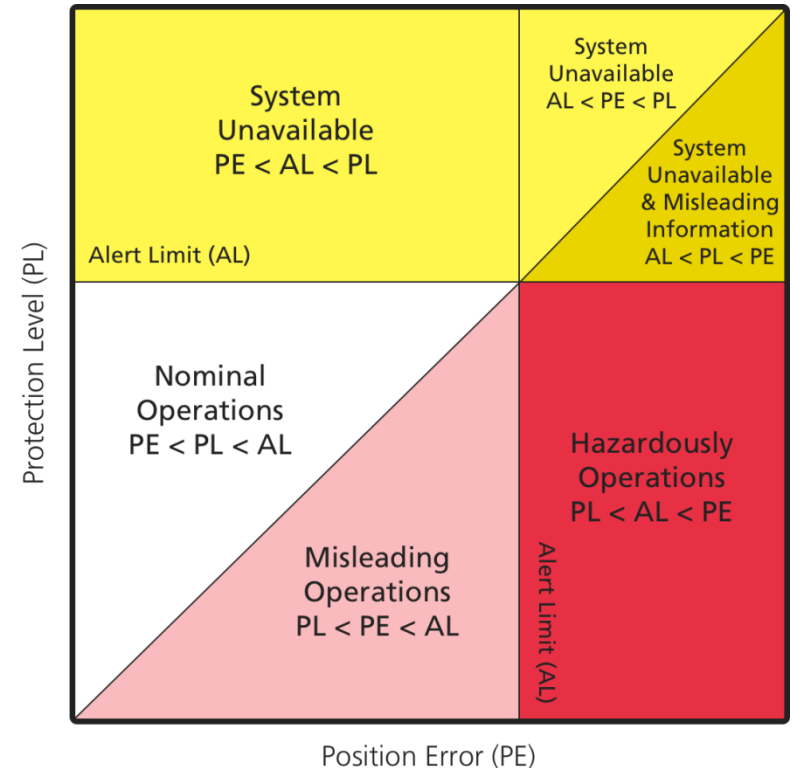 System
Unavailable
PE < AL < PL
System
Unavailable
AL < PE < PL
System
Unavailable
& Misleading
Information
AL < PL < PE
Alert Limit (AL)
Protection Level (PL)
Nominal
Operations
PE < PL < AL
Misleading
Operations
PL < PE < AL
Hazardously
Operations
PL < AL < PE
Alert Limit (AL)
Position Error (PE)